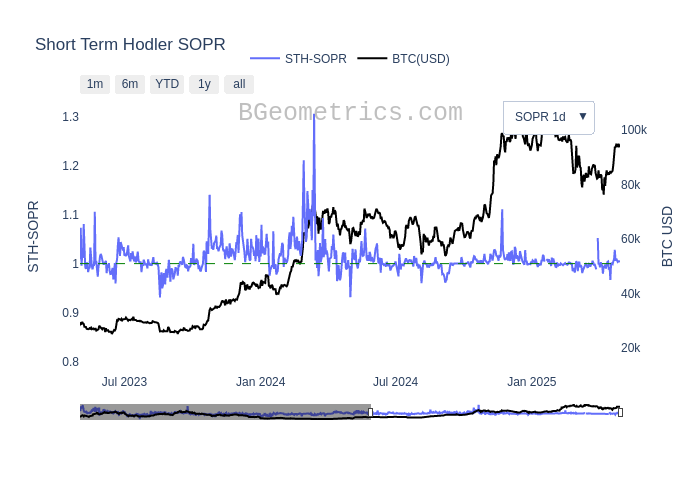 Short Term Hodler SOPR
STH-SOPR BTC(USD)
1m 6m YTD 1y all
BGeometrics.com
SOPR 1d ▼
1.3
1.2
1.1
1
0.9
0.8
STH-SOPR
100k
80k
60k
40k
20k
BTC USD
Jul 2023 Jan 2024 Jul 2024 Jan 2025